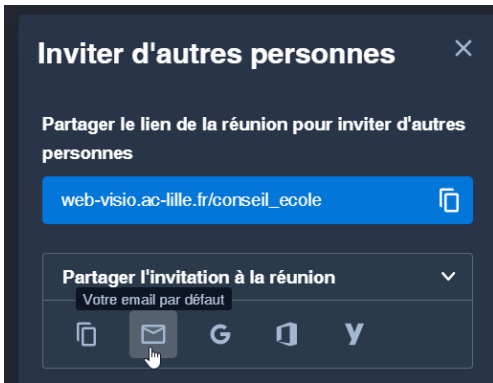 Inviter d'autres personnes
Partager le lien de la réunion pour inviter d'autres
personnes
web-visio.ac-lille.fr/conseil_ecole
Partager l'invitation à la réunion
Votre email par défaut